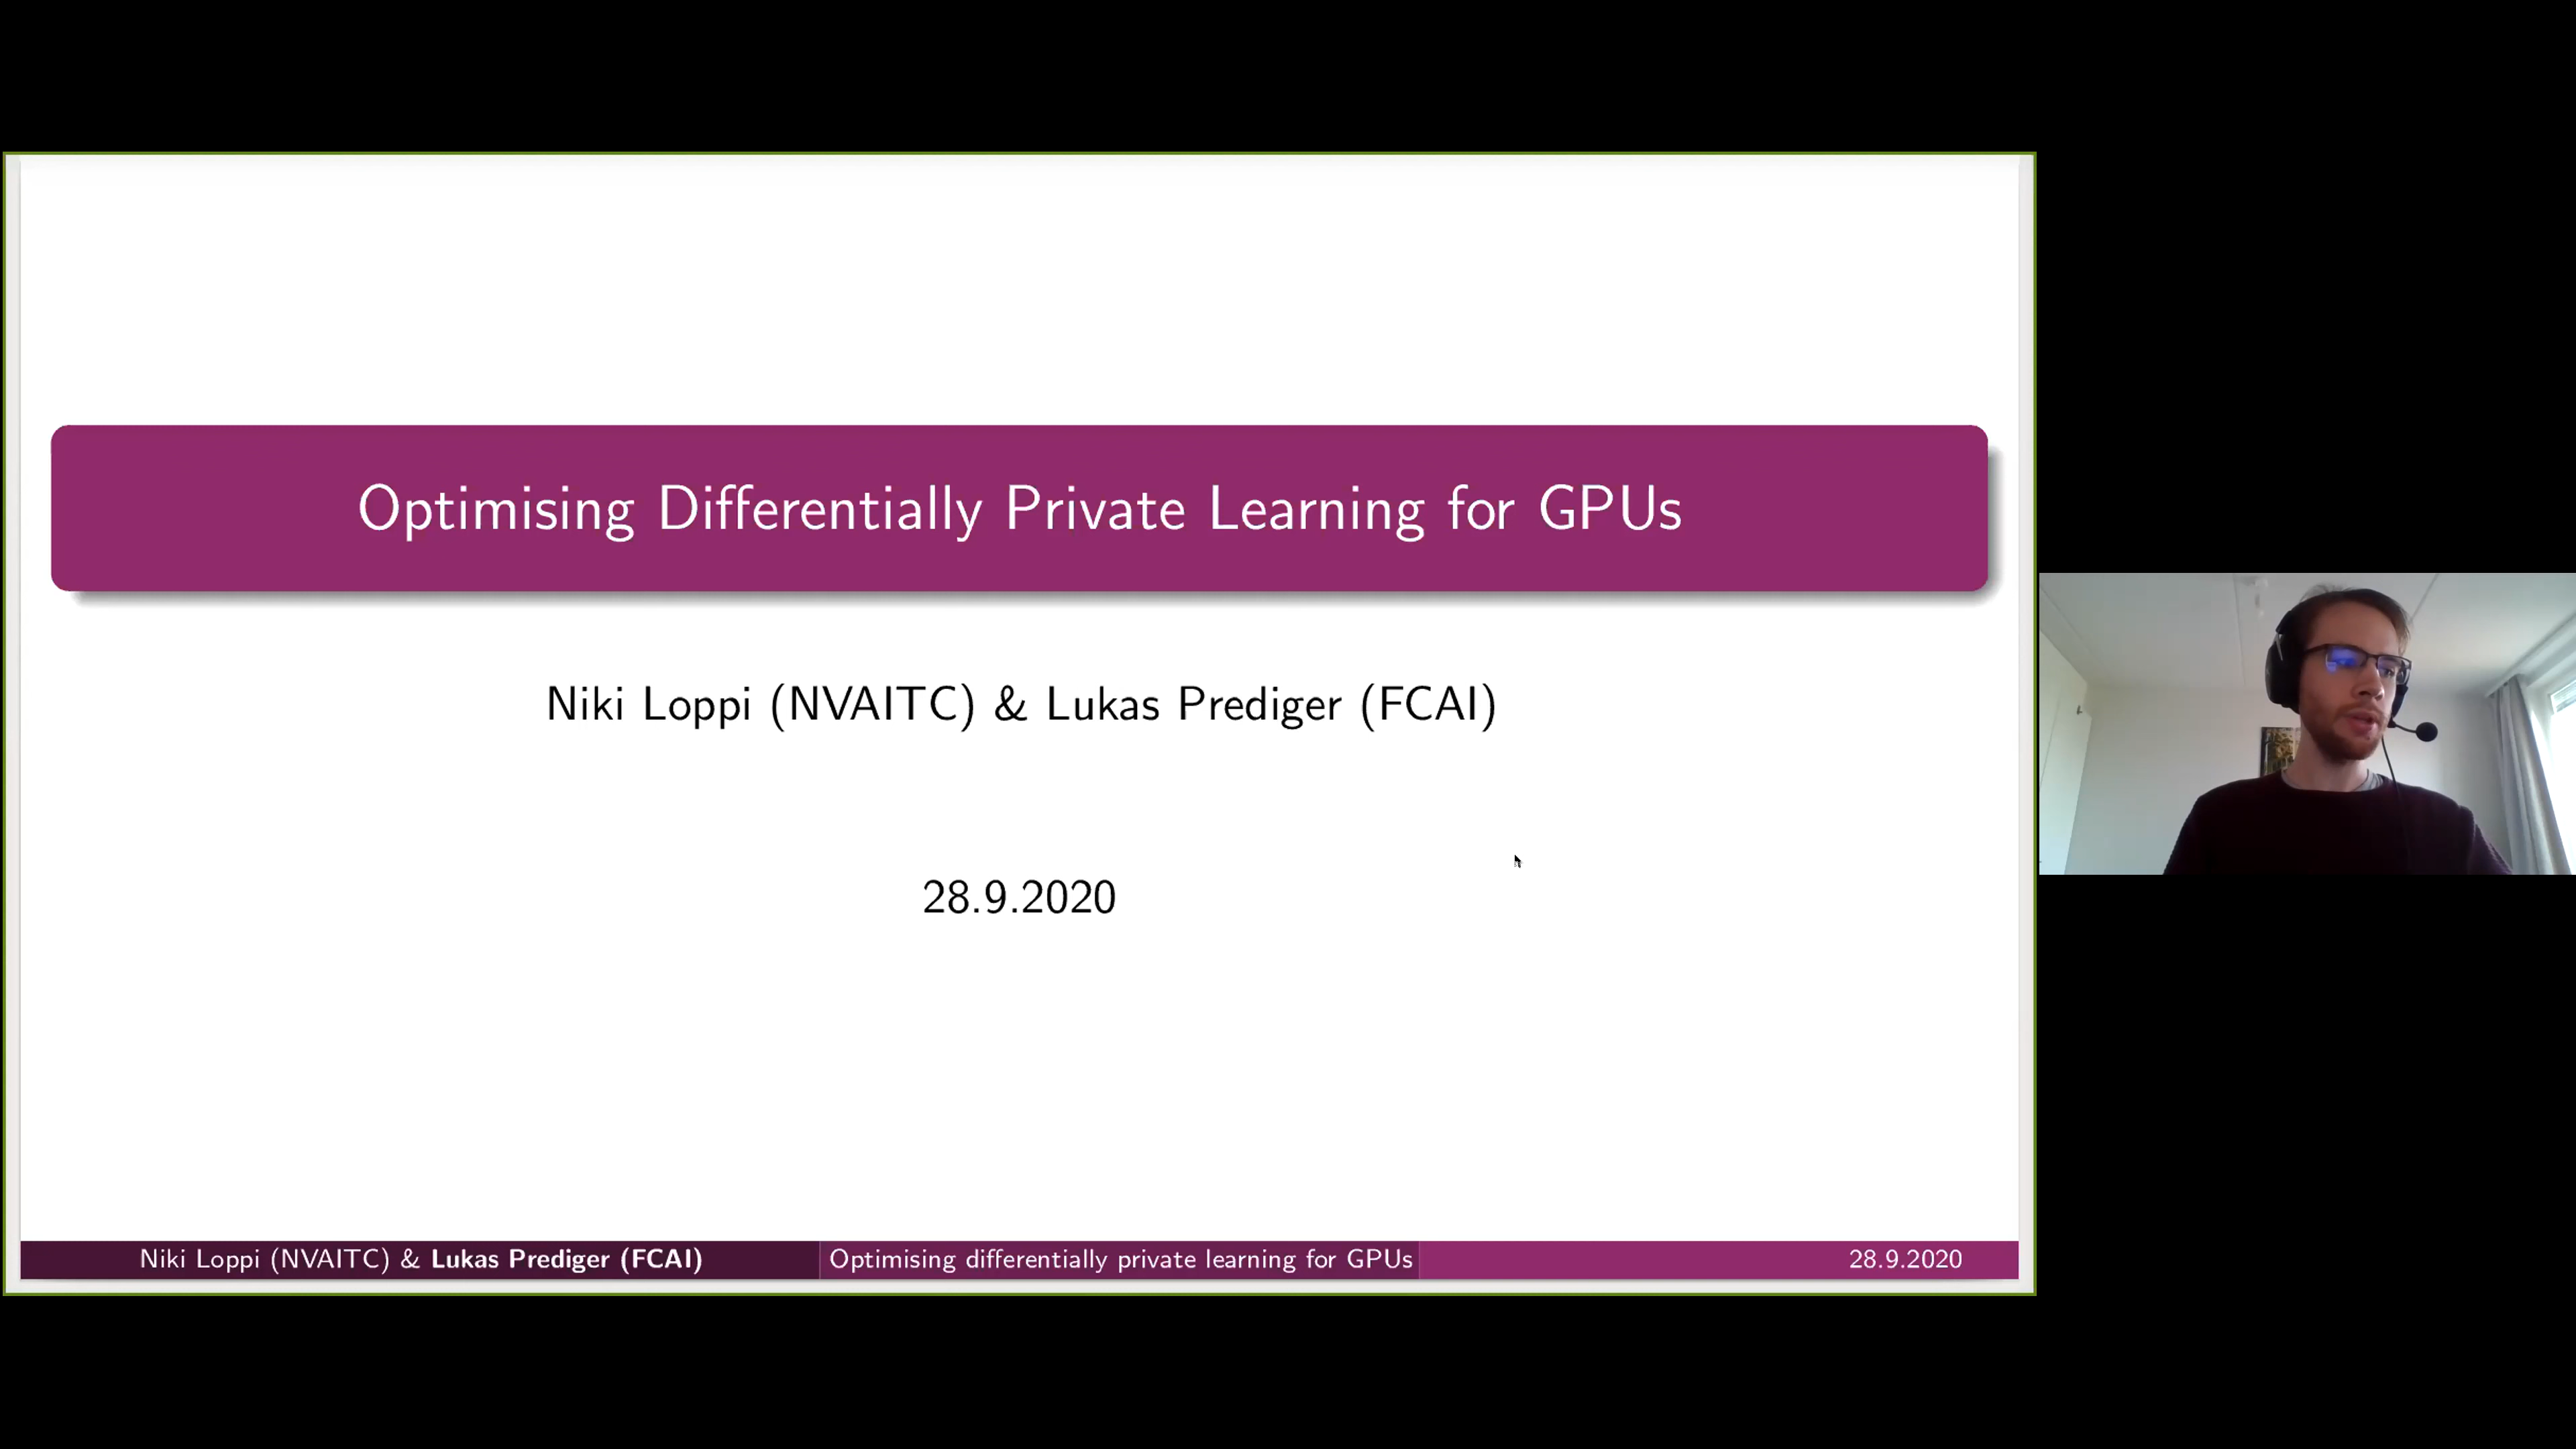 Optimising Differentially Private Learning for GPUs
Niki Loppi (NVAITC) & Lukas Prediger (FCAI)
28.9.2020
Niki Loppi (NVAITC) & Lukas Prediger (FCAI)
Optimising differentially private learning for GPUs
28.9.2020